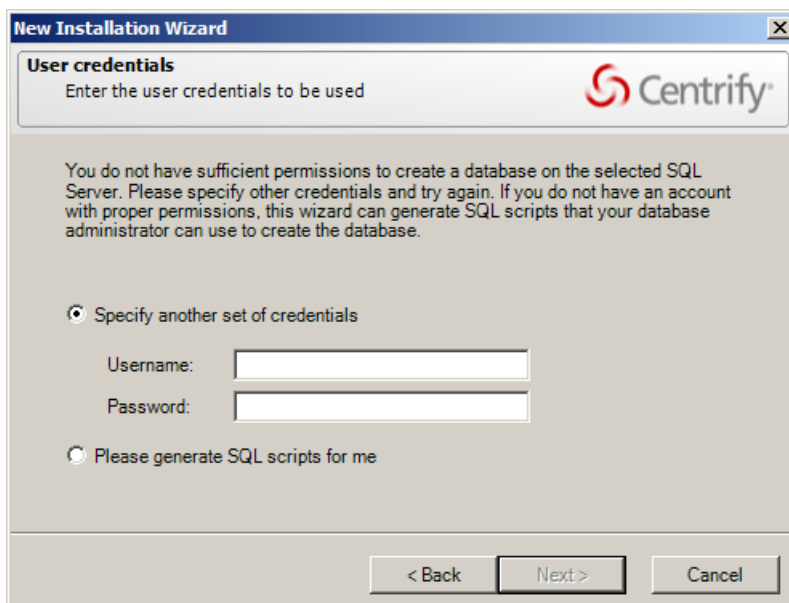 New Installation Wizard
User credentials
Enter the user credentials to be used
Centrify
You do not have sufficient permissions to create a database on the selected SQL
Server. Please specify other credentials and try again. If you do not have an account
with proper permissions, this wizard can generate SQL scripts that your database
administrator can use to create the database.
Specify another set of credentials
Username:
Password:
Please generate SQL scripts for me
< Back Next > Cancel